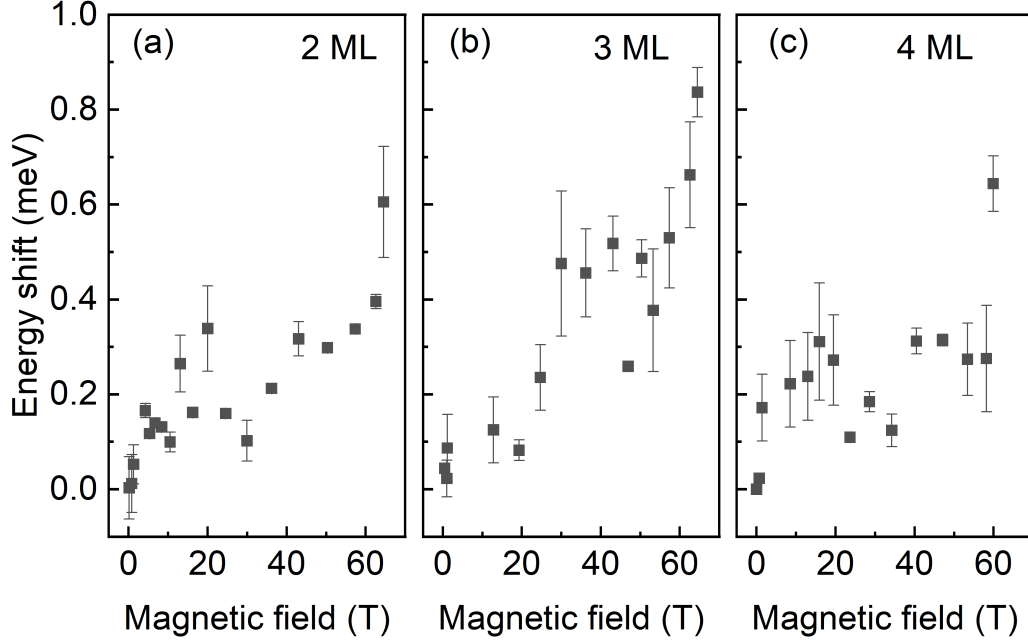 (a) 2 ML
(b) 3 ML
(c) 4 ML
Energy shift (meV)
1.0
0.8
0.6
0.4
0.2
0.0
0 20 40 60
0 20 40 60
0 20 40 60
Magnetic field (T)
Magnetic field (T)
Magnetic field (T)